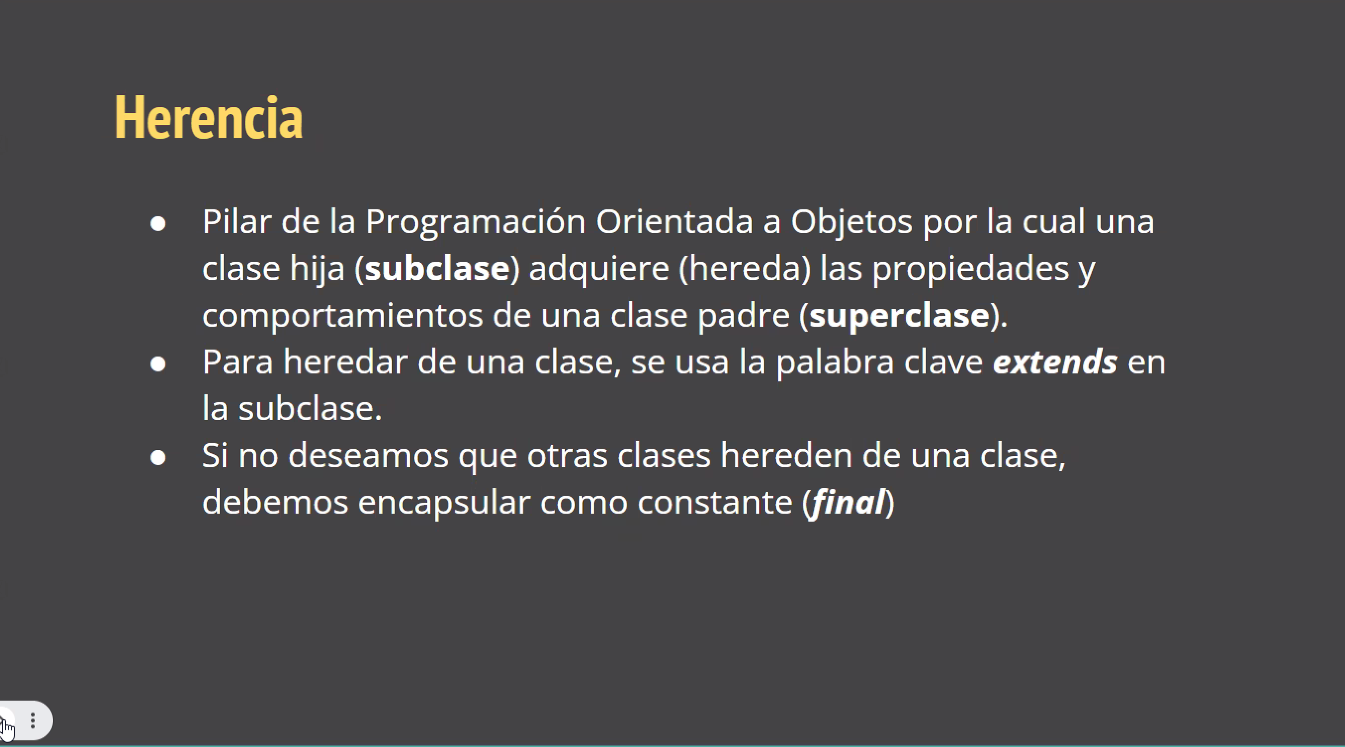 Herencia
● Pilar de la Programación Orientada a Objetos por la cual una
clase hija (subclase) adquiere (hereda) las propiedades y
comportamientos de una clase padre (superclase).
● Para heredar de una clase, se usa la palabra clave extends en
la subclase.
● Si no deseamos que otras clases hereden de una clase,
debemos encapsular como constante (final)